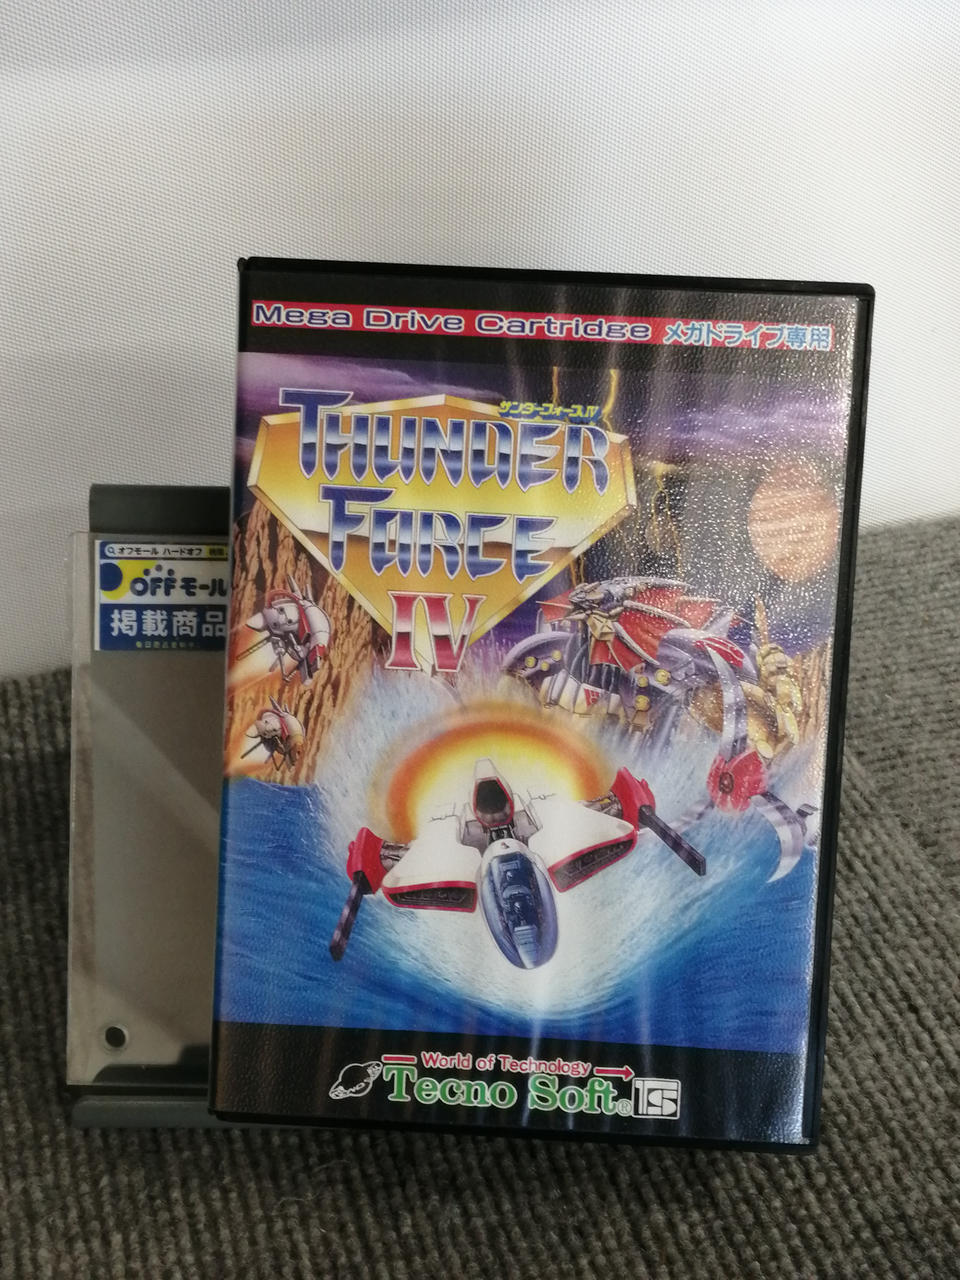 Mega Drive Cartridge メガドライブ専用
サンダーフォースIV
THUNDER
FORCE
IV
オフモール ハードオフ
OFFモール
掲載商品
World of Technology
Tecno Soft®